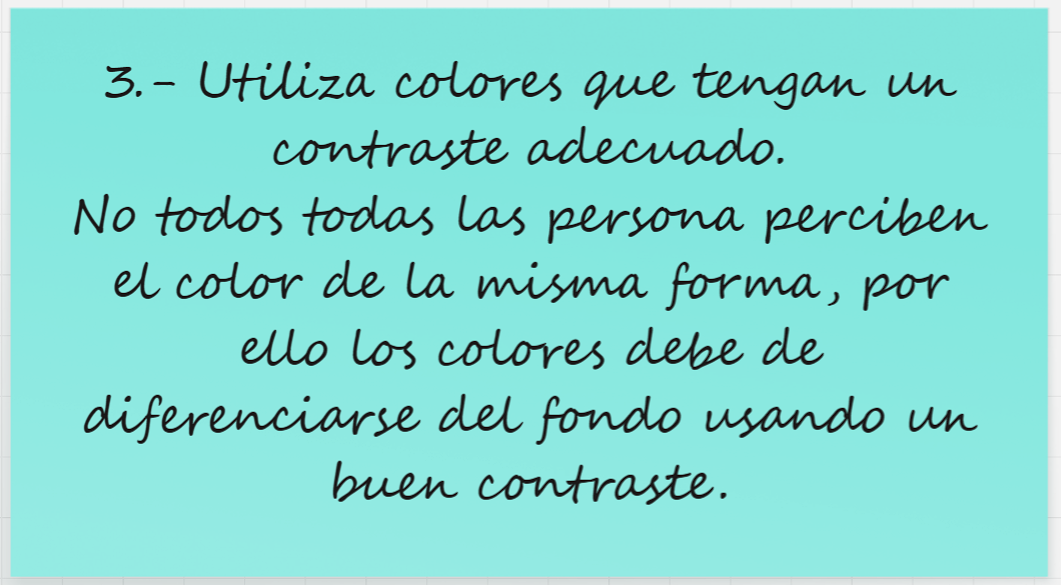 3.- Utiliza colores que tengan un
contraste adecuado.
No todos todas las persona perciben
el color de la misma forma, por
ello los colores debe de
diferenciarse del fondo usando un
buen contraste.